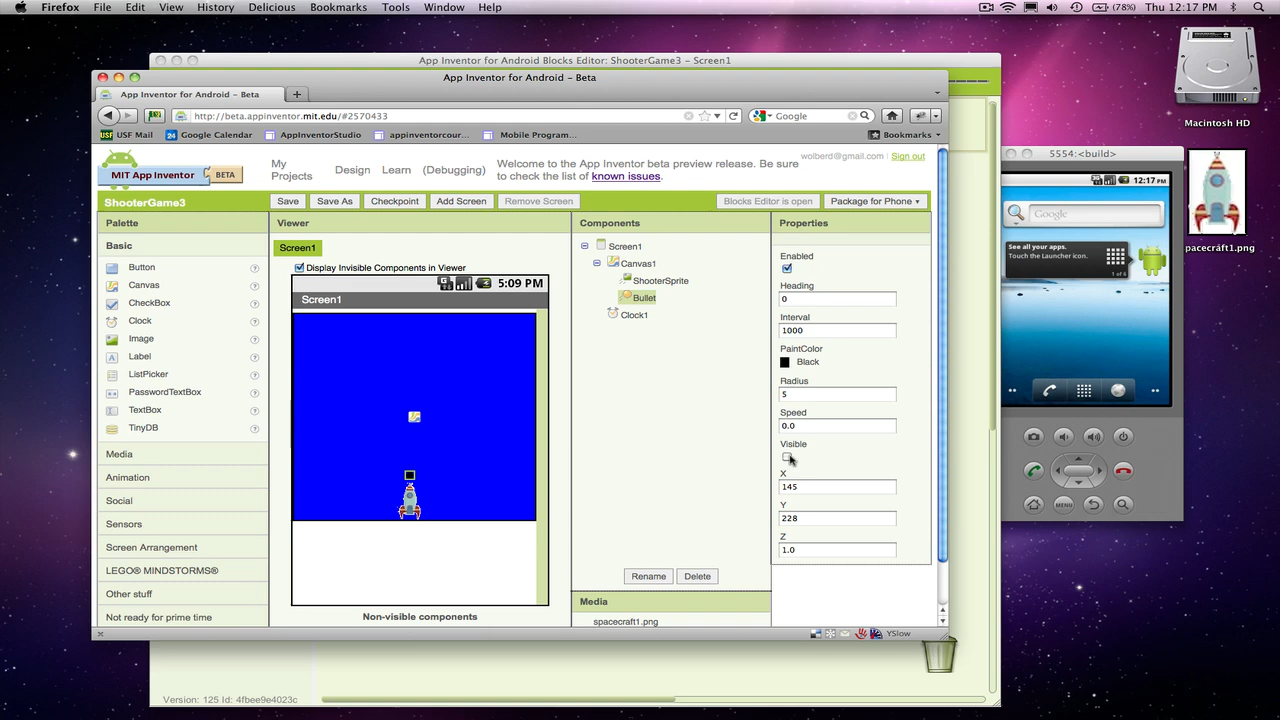 Firefox File Edit View History Delicious Bookmarks Tools Window Help (78%) Thu 12:17 PM
App Inventor for Android Blocks Editor: ShooterGame3 - Screen1
App Inventor for Android – Beta
App Inventor for Android – Beta
http://beta.appinventor.mit.edu/#2570433
Google
USF Mail
24 Google Calendar
AppInventorStudio
appinventorcour...
Mobile Program...
Bookmarks
MIT App Inventor
BETA
My Projects
Design
Learn
(Debugging)
Welcome to the App Inventor beta preview release. Be sure
to check the list of known issues.
wolberd@gmail.com | Sign out
ShooterGame3
Save
Save As
Checkpoint
Add Screen
Remove Screen
Blocks Editor is open
Package for Phone
Palette
Basic
Button
Canvas
CheckBox
Clock
Image
Label
ListPicker
PasswordTextBox
TextBox
TinyDB
Media
Animation
Social
Sensors
Screen Arrangement
LEGO® MINDSTORMS®
Other stuff
Not ready for prime time
Viewer
Screen1
Display Invisible Components in Viewer
5:09 PM
Screen1
Non-visible components
Components
Screen1
Canvas1
ShooterSprite
Bullet
Clock1
Rename
Delete
Media
spacecraft1.png
Properties
Enabled
Heading
0
Interval
1000
PaintColor
Black
Radius
5
Speed
0.0
Visible
X
145
Y
228
Z
1.0
YSlow
Version: 125 Id: 4fbee9e4023c
5554:<build>
12:17 PM
Google
See all your apps.
Touch the Launcher icon.
1 of 6
MENU
Macintosh HD
pacecraft1.png